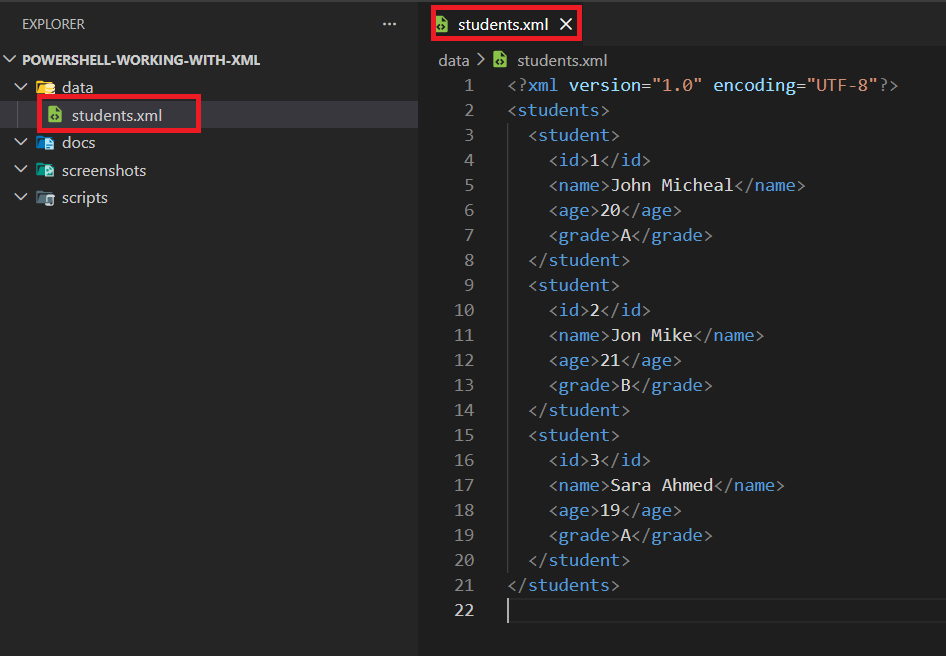 EXPLORER
POWERSHELL-WORKING-WITH-XML
data
students.xml
docs
screenshots
scripts
students.xml
data > students.xml
1 <?xml version="1.0" encoding="UTF-8"?>
2 <students>
3 <student>
4 <id>1</id>
5 <name>John Micheal</name>
6 <age>20</age>
7 <grade>A</grade>
8 </student>
9 <student>
10 <id>2</id>
11 <name>Jon Mike</name>
12 <age>21</age>
13 <grade>B</grade>
14 </student>
15 <student>
16 <id>3</id>
17 <name>Sara Ahmed</name>
18 <age>19</age>
19 <grade>A</grade>
20 </student>
21 </students>
22